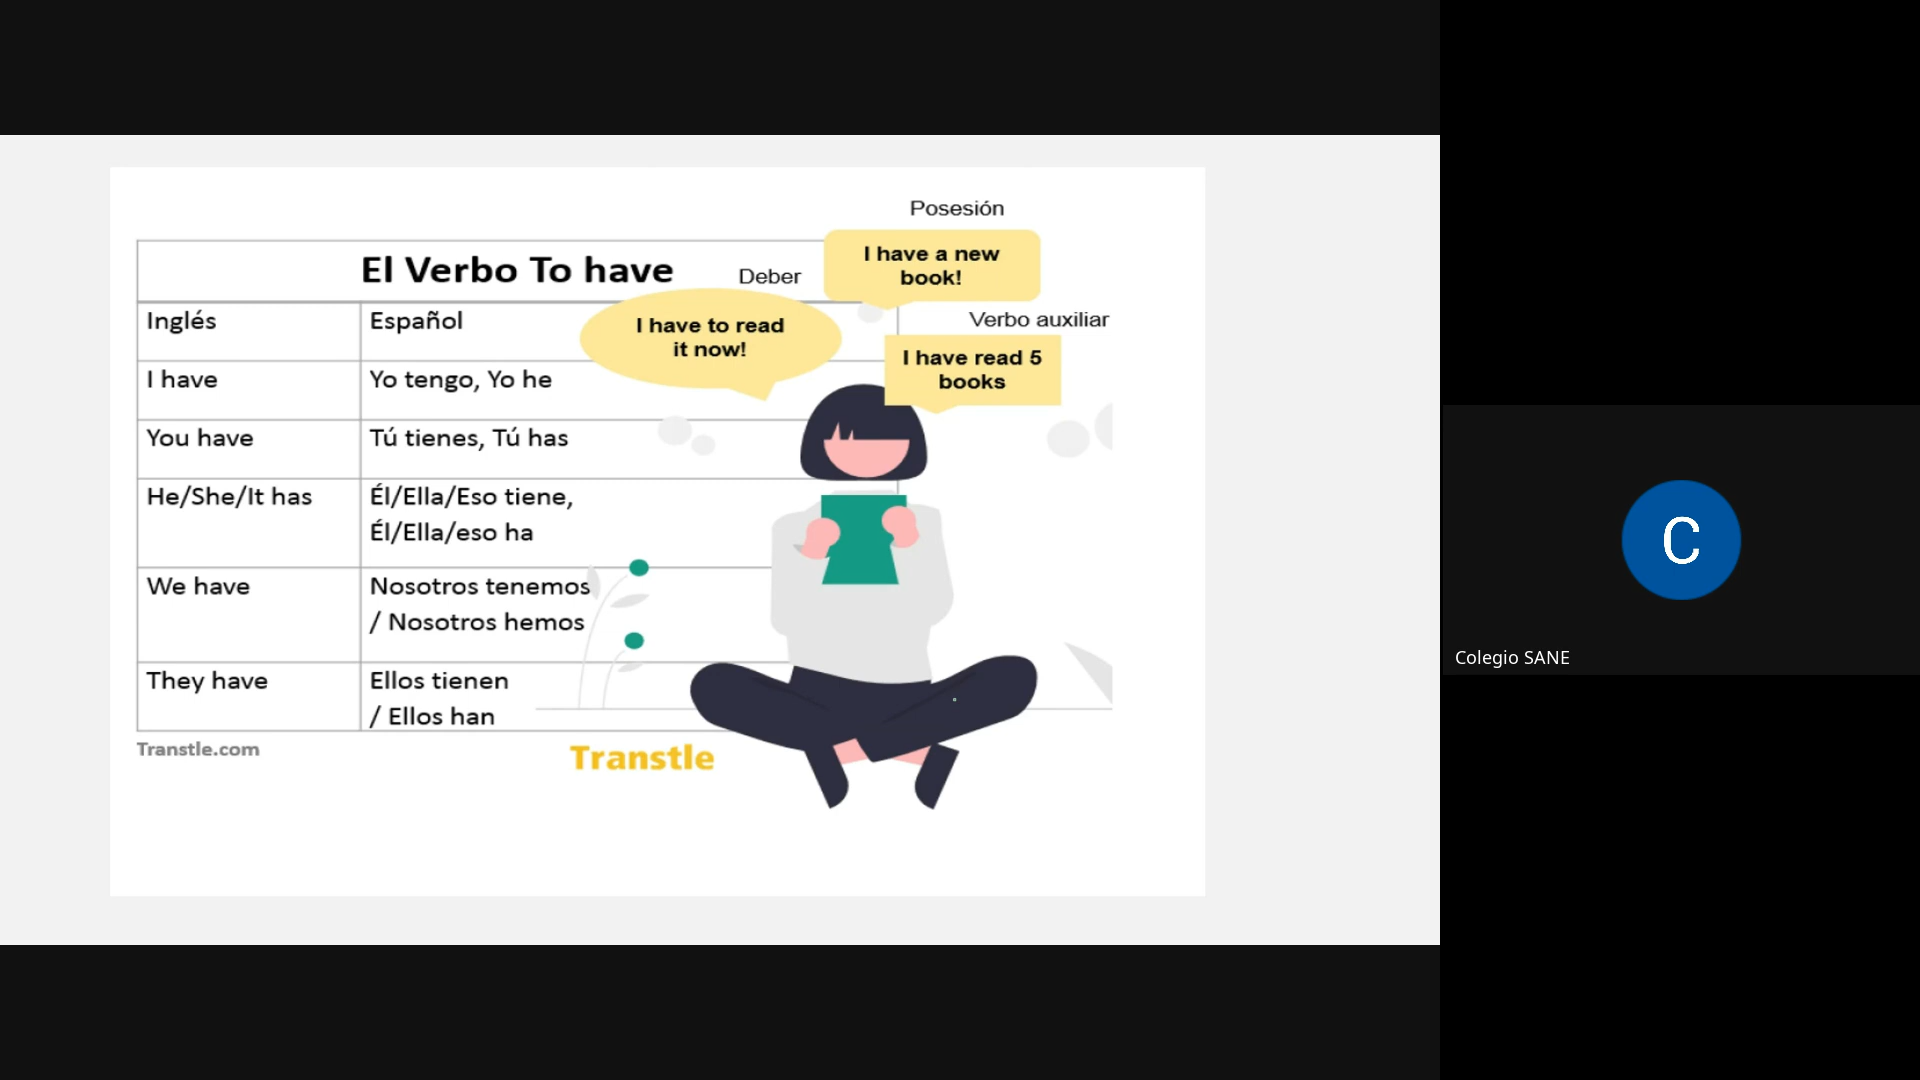 Posesión
I have a new
book!
El Verbo To have
Deber
Verbo auxiliar
I have to read
it now!
I have read 5
books
Inglés
Español
I have
Yo tengo, Yo he
You have
Tú tienes, Tú has
He/She/It has
Él/Ella/Eso tiene,
Él/Ella/eso ha
We have
Nosotros tenemos
/ Nosotros hemos
They have
Ellos tienen
/ Ellos han
Transtle.com
Transtle
C
Colegio SANE